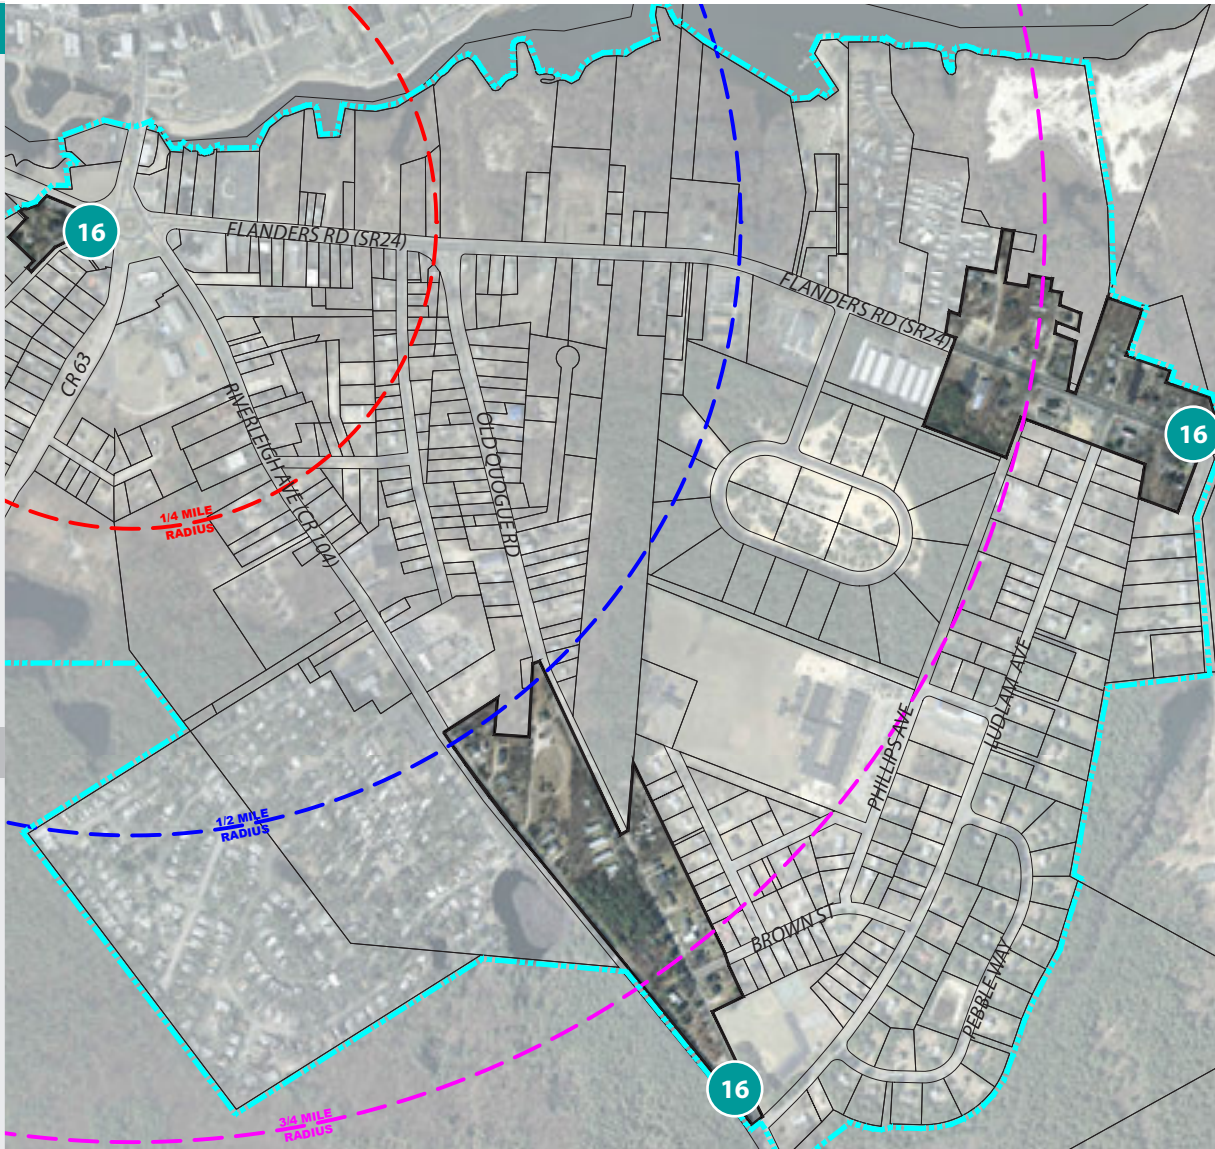 16
FLANDERS RD (SR24)
FLANDERS RD (SR24)
CR 63
RIVERLEIGH AVE (CR 104)
OLD QUOGUE RD
16
1/4 MILE
RADIUS
LUDLAM AVE
PHILLIPS AVE
1/2 MILE
RADIUS
BROWN ST
PEBBLE WAY
16
3/4 MILE
RADIUS